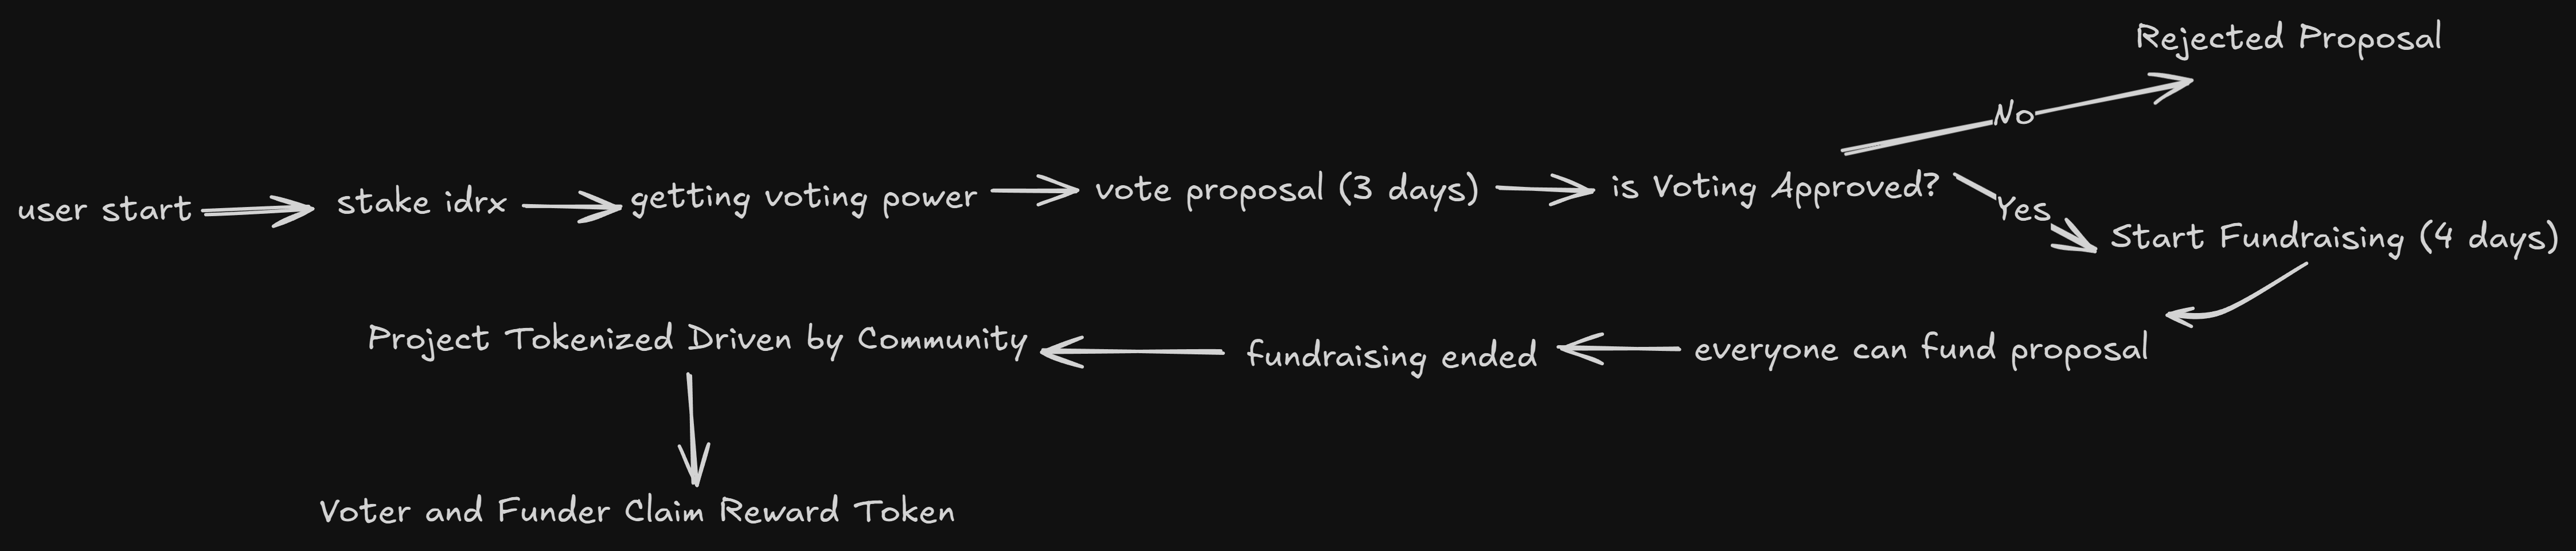 user start
stake idrx
getting voting power
vote proposal (3 days)
is Voting Approved?
No
Rejected Proposal
Yes
Start Fundraising (4 days)
everyone can fund proposal
fundraising ended
Project Tokenized Driven by Community
Voter and Funder Claim Reward Token